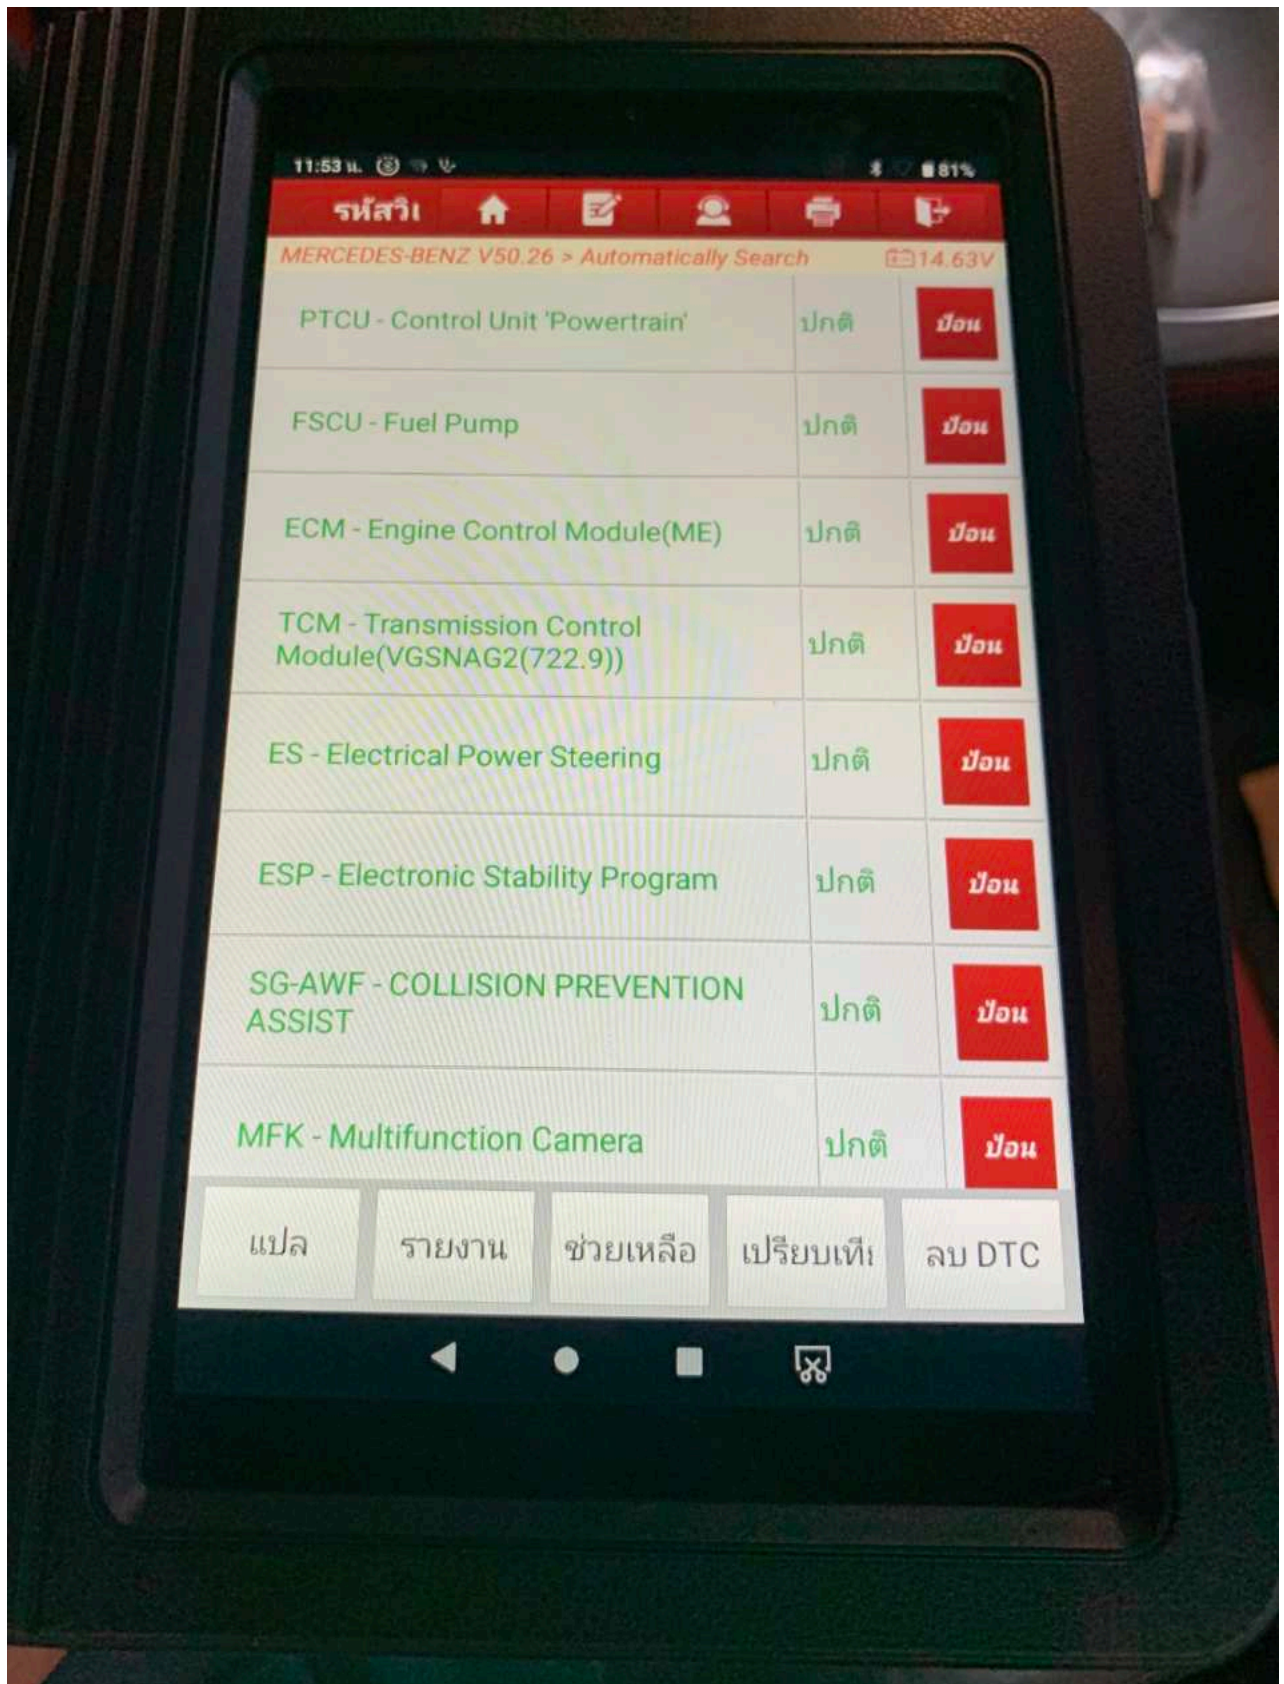 11:53 น. 81%
รหัสวิเ
MERCEDES-BENZ V50.26 > Automatically Search 14.63V
PTCU - Control Unit 'Powertrain' ปกติ ป้อน
FSCU - Fuel Pump ปกติ ป้อน
ECM - Engine Control Module(ME) ปกติ ป้อน
TCM - Transmission Control
Module(VGSNAG2(722.9)) ปกติ ป้อน
ES - Electrical Power Steering ปกติ ป้อน
ESP - Electronic Stability Program ปกติ ป้อน
SG-AWF - COLLISION PREVENTION
ASSIST ปกติ ป้อน
MFK - Multifunction Camera ปกติ ป้อน
แปล รายงาน ช่วยเหลือ เปรียบเทีย ลบ DTC